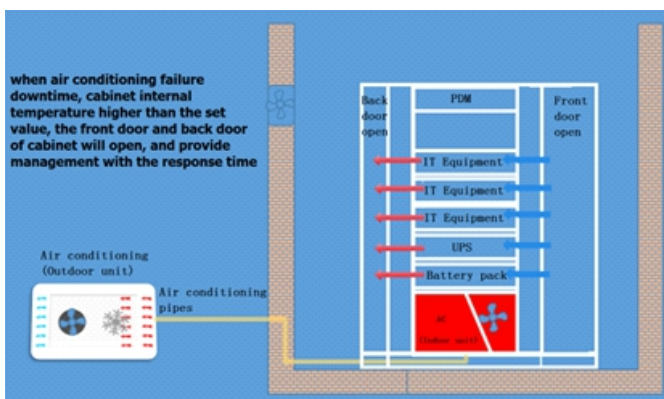 when air conditioning failure
downtime, cabinet internal
temperature higher than the set
value, the front door and back door
of cabinet will open, and provide
management with the response time
Back
door
open
PDM
Front
door
open
IT Equipment
IT Equipment
IT Equipment
UPS
Battery pack
AC
(Indoor unit)
Air conditioning
(Outdoor unit)
Air conditioning
pipes